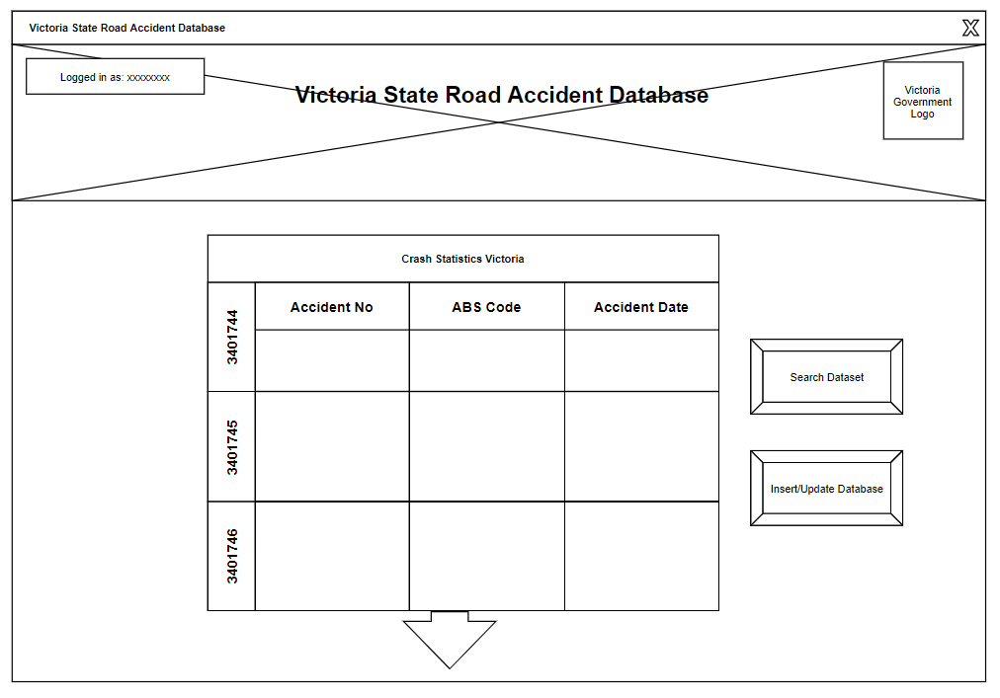 Victoria State Road Accident Database
X
Logged in as: xxxxxxxx
Victoria State Road Accident Database
Victoria
Government
Logo
Crash Statistics Victoria
Accident No
ABS Code
Accident Date
3401744
3401745
3401746
Search Dataset
Insert/Update Database